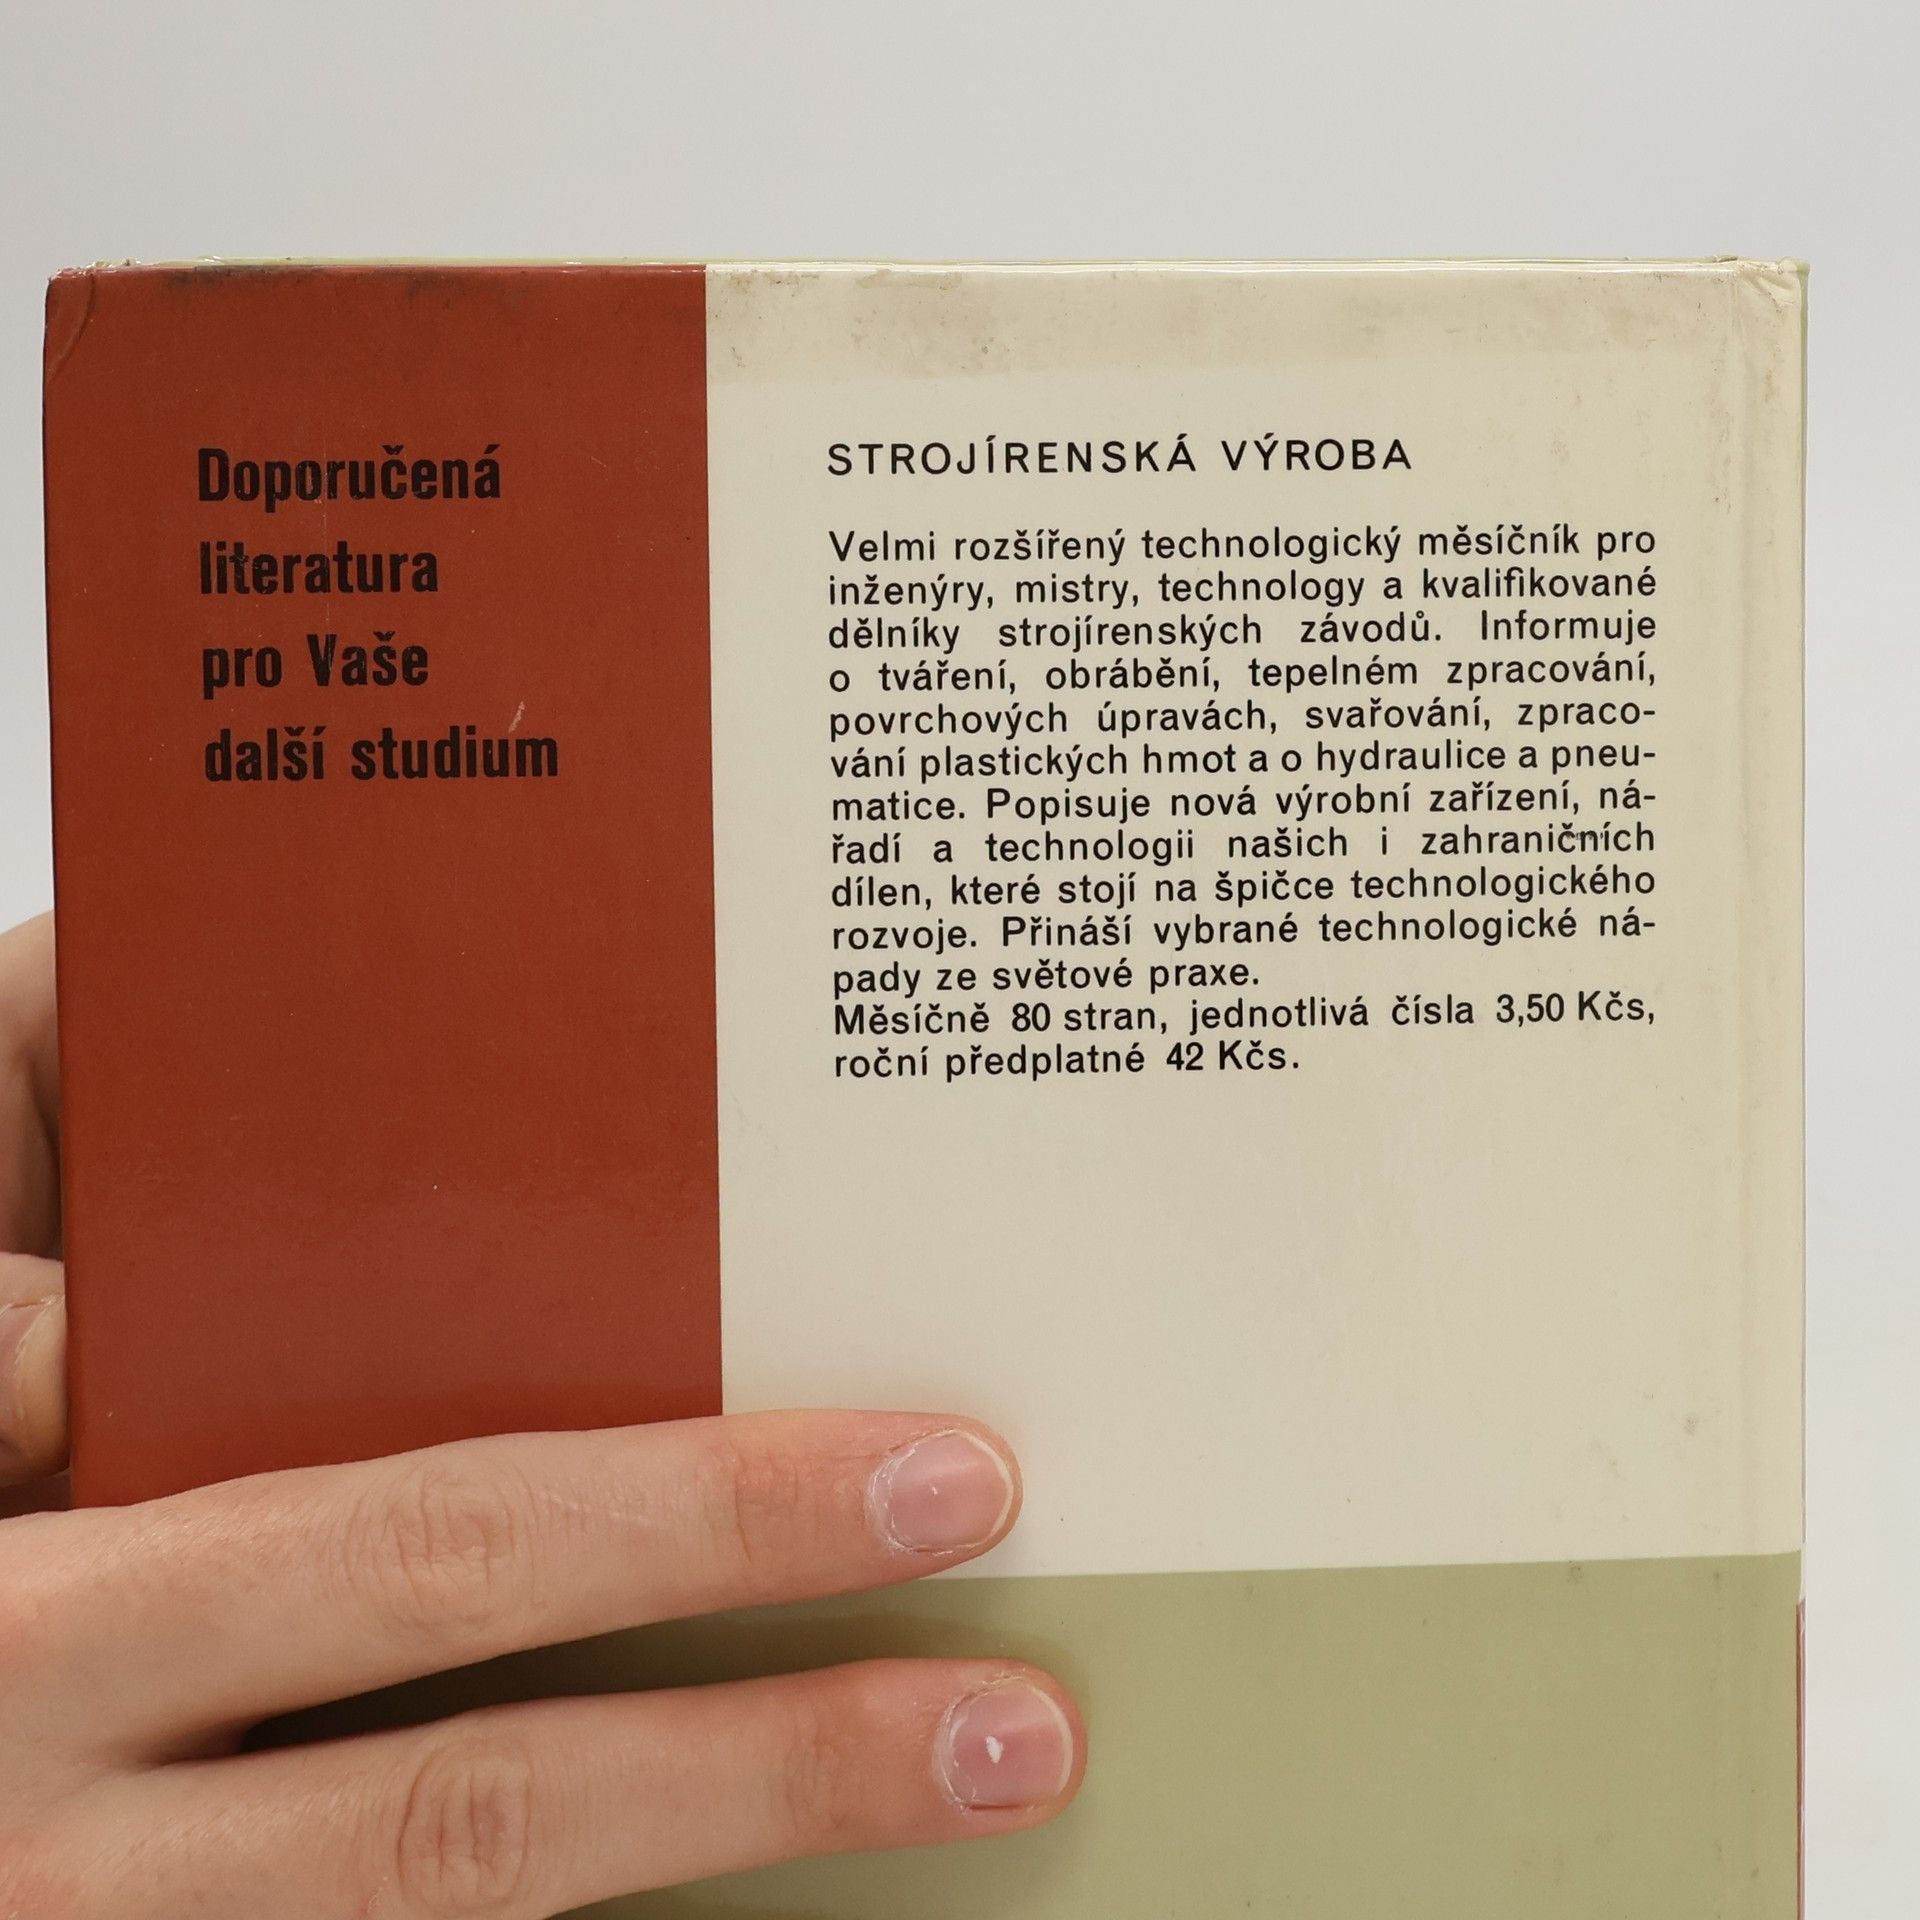 Doporučená
literatura
pro Vaše
další studium
STROJÍRENSKÁ VÝROBA
Velmi rozšířený technologický měsíčník pro
inženýry, mistry, technology a kvalifikované
dělníky strojírenských závodů. Informuje
o tváření, obrábění, tepelném zpracování,
povrchových úpravách, svařování, zpraco-
vání plastických hmot a o hydraulice a pneu-
matice. Popisuje nová výrobní zařízení, ná-
řadí a technologii našich i zahraničních
dílen, které stojí na špičce technologického
rozvoje. Přináší vybrané technologické ná-
pady ze světové praxe.
Měsíčně 80 stran, jednotlivá čísla 3,50 Kčs,
roční předplatné 42 Kčs.